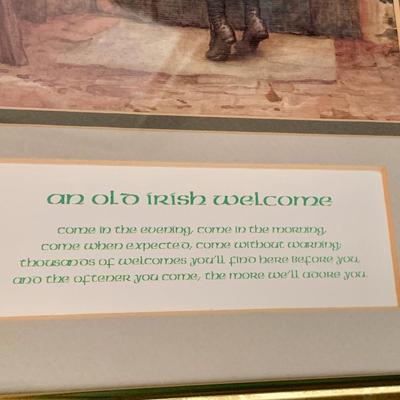 an old irish welcome
come in the evening, come in the morning,
come when expected, come without warning;
thousands of welcomes you'll find here before you,
and the oftener you come, the more we'll adore you.